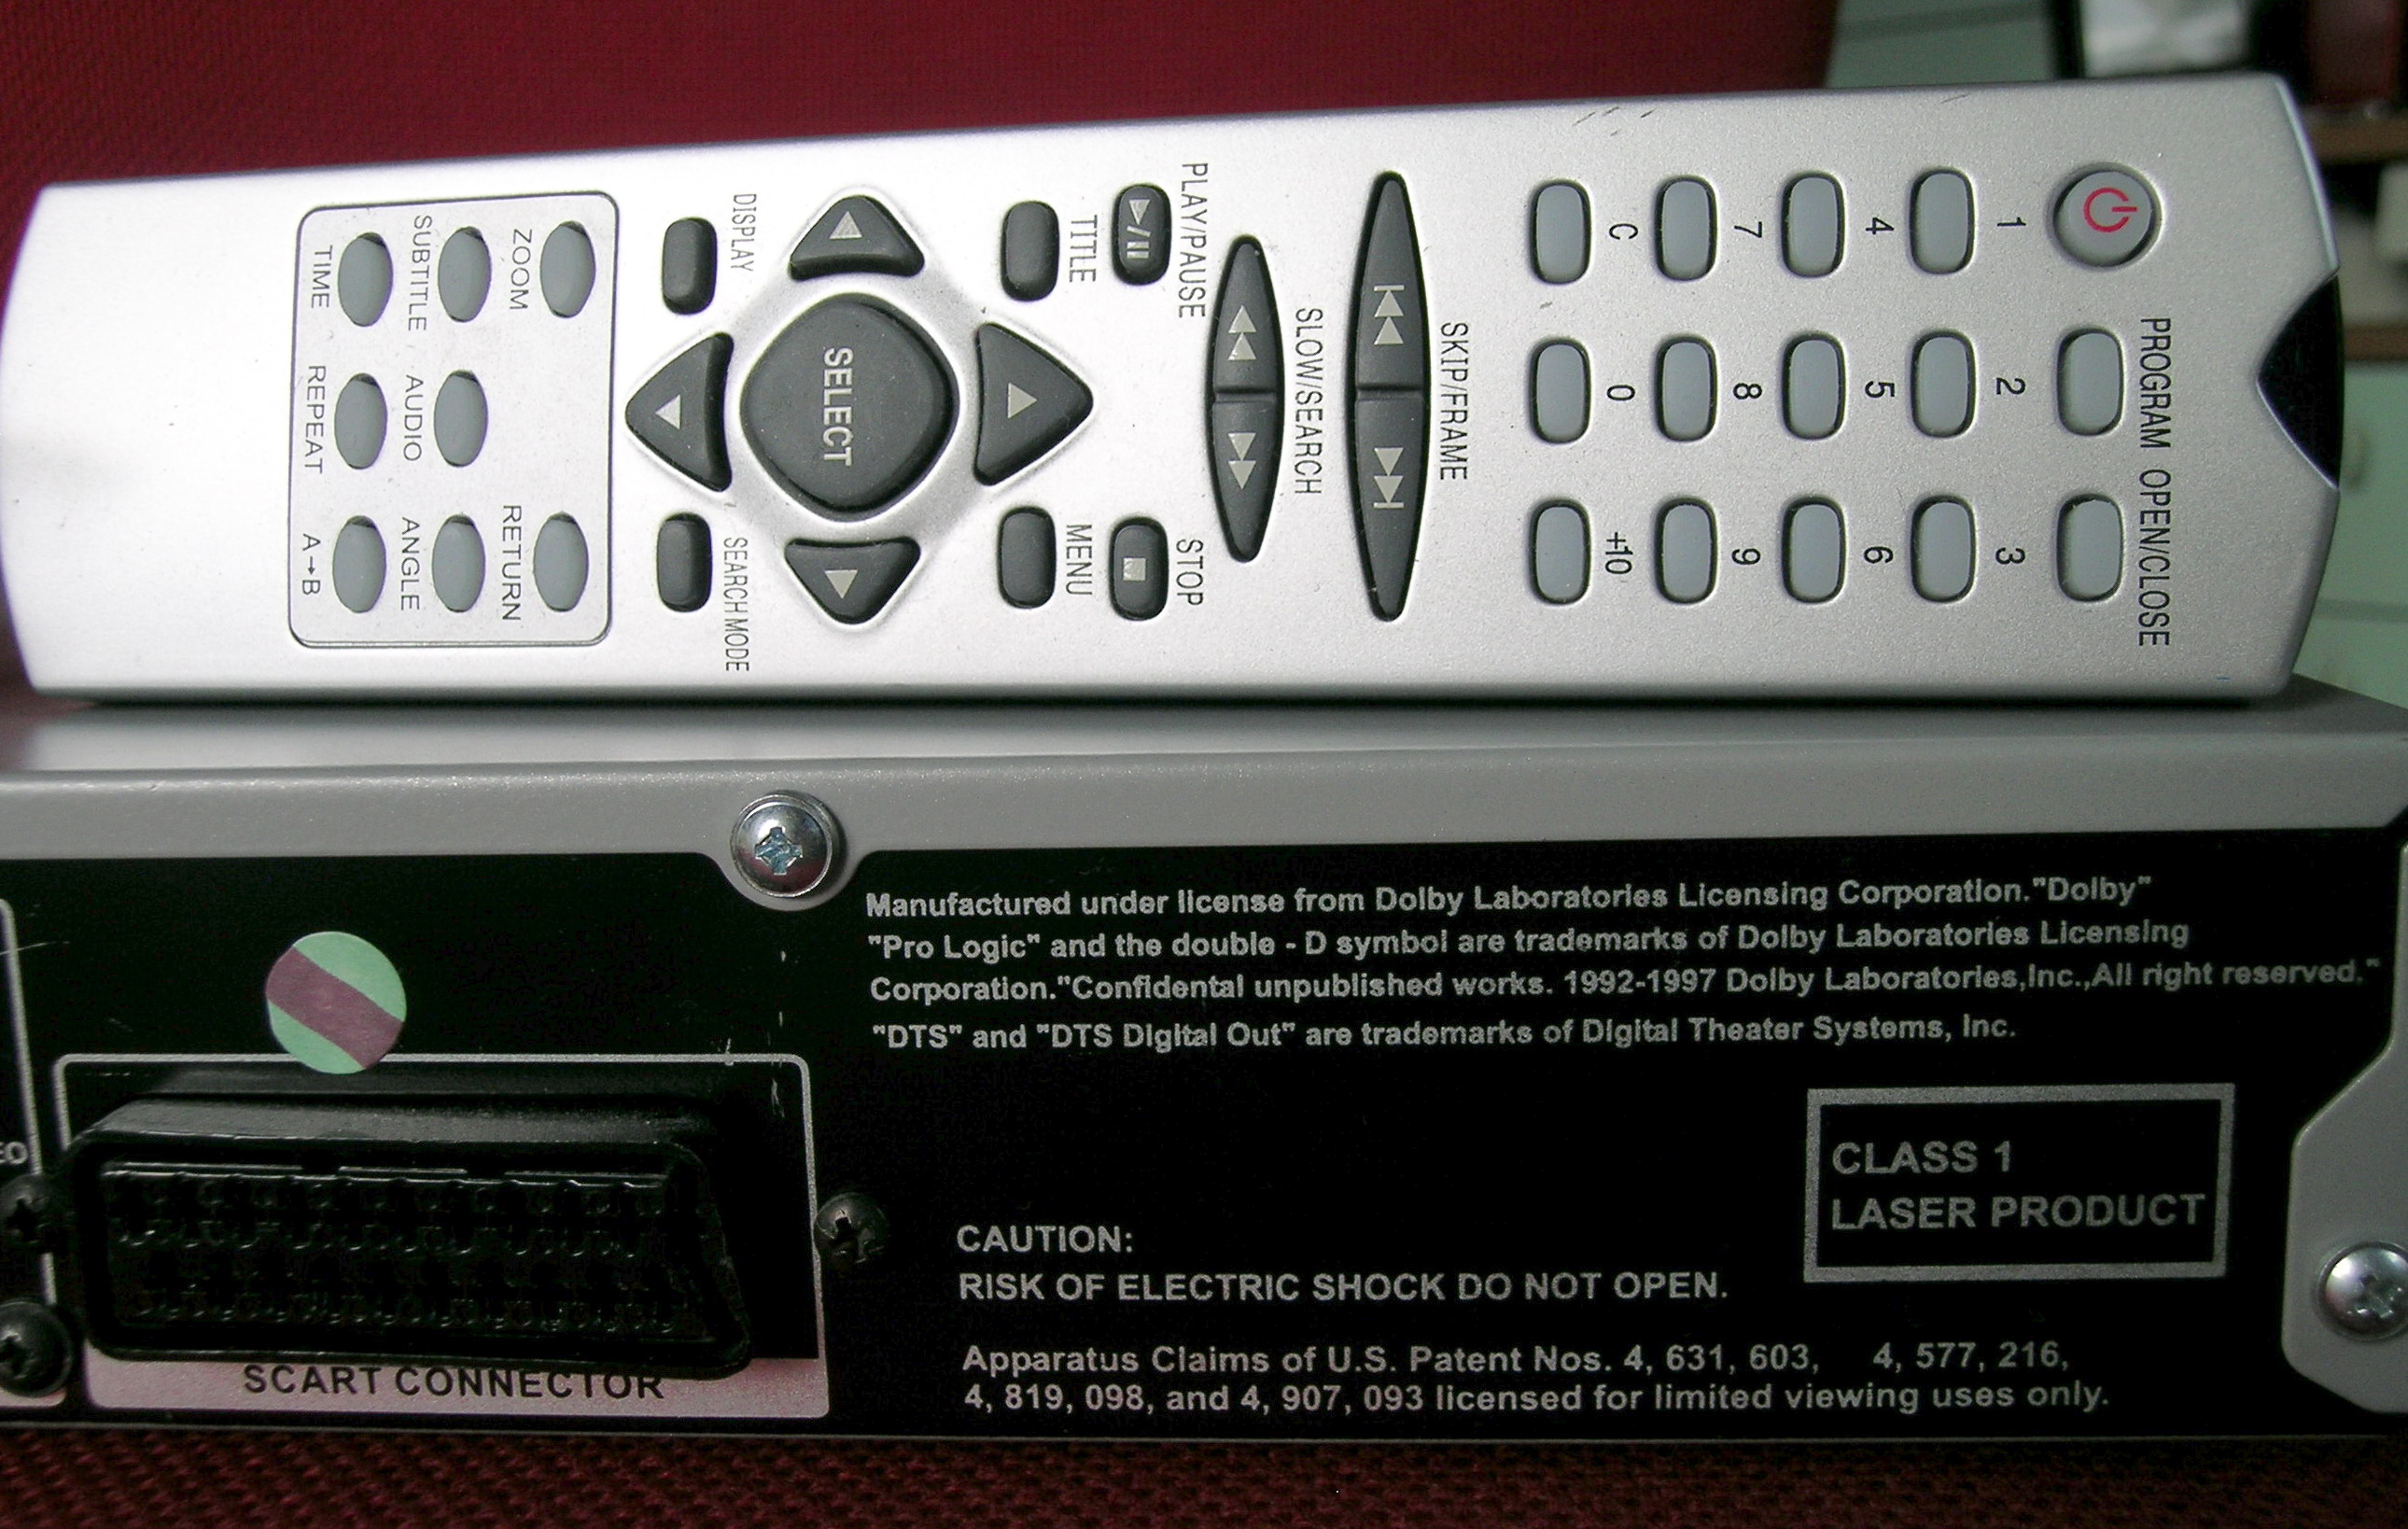 PROGRAM OPEN/CLOSE
1 2 3
4 5 6
7 8 9
C 0 +10
SKIP/FRAME
SLOW/SEARCH
PLAY/PAUSE STOP
TITLE MENU
SELECT
DISPLAY SEARCH MODE
ZOOM RETURN
SUBTITLE AUDIO ANGLE
TIME REPEAT A→B
Manufactured under license from Dolby Laboratories Licensing Corporation."Dolby"
"Pro Logic" and the double - D symbol are trademarks of Dolby Laboratories Licensing
Corporation."Confidental unpublished works. 1992-1997 Dolby Laboratories,Inc.,All right reserved."
"DTS" and "DTS Digital Out" are trademarks of Digital Theater Systems, Inc.
CLASS 1
LASER PRODUCT
CAUTION:
RISK OF ELECTRIC SHOCK DO NOT OPEN.
Apparatus Claims of U.S. Patent Nos. 4, 631, 603, 4, 577, 216,
4, 819, 098, and 4, 907, 093 licensed for limited viewing uses only.
SCART CONNECTOR